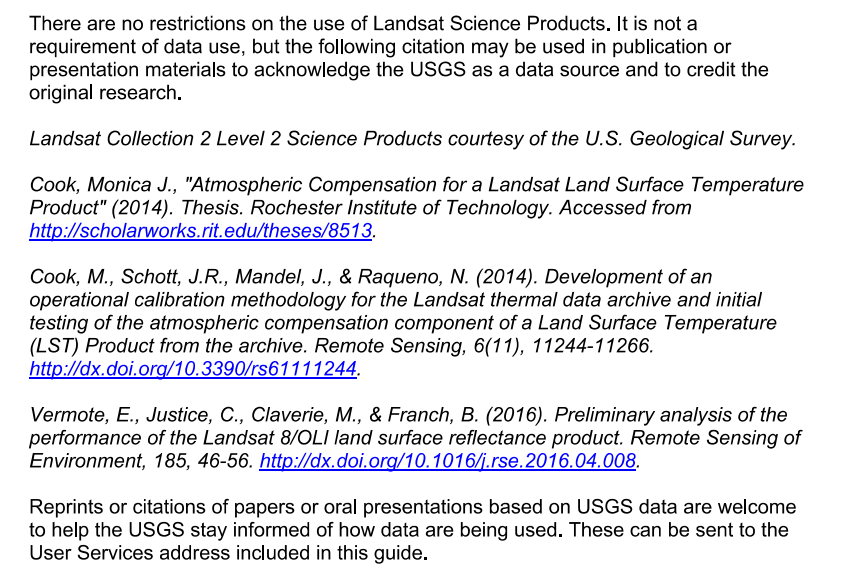 There are no restrictions on the use of Landsat Science Products. It is not a
requirement of data use, but the following citation may be used in publication or
presentation materials to acknowledge the USGS as a data source and to credit the
original research.
Landsat Collection 2 Level 2 Science Products courtesy of the U.S. Geological Survey.
Cook, Monica J., "Atmospheric Compensation for a Landsat Land Surface Temperature
Product" (2014). Thesis. Rochester Institute of Technology. Accessed from
http://scholarworks.rit.edu/theses/8513.
Cook, M., Schott, J.R., Mandel, J., & Raqueno, N. (2014). Development of an
operational calibration methodology for the Landsat thermal data archive and initial
testing of the atmospheric compensation component of a Land Surface Temperature
(LST) Product from the archive. Remote Sensing, 6(11), 11244-11266.
http://dx.doi.org/10.3390/rs61111244.
Vermote, E., Justice, C., Claverie, M., & Franch, B. (2016). Preliminary analysis of the
performance of the Landsat 8/OLI land surface reflectance product. Remote Sensing of
Environment, 185, 46-56. http://dx.doi.org/10.1016/j.rse.2016.04.008.
Reprints or citations of papers or oral presentations based on USGS data are welcome
to help the USGS stay informed of how data are being used. These can be sent to the
User Services address included in this guide.